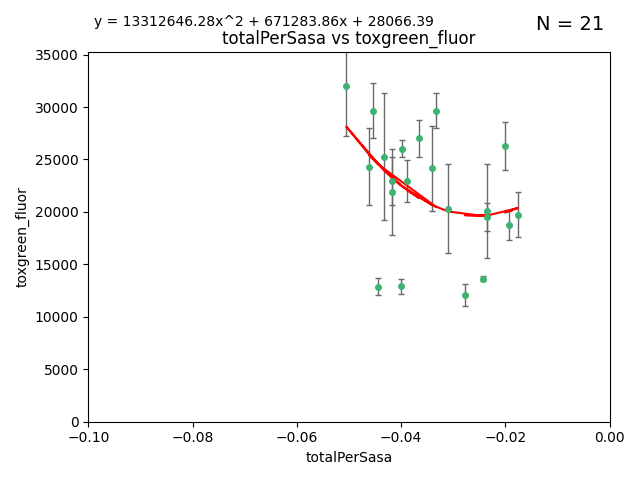 y = 13312646.28x^2 + 671283.86x + 28066.39
N = 21
totalPerSasa vs toxgreen_fluor
35000
30000
25000
20000
15000
10000
5000
0
toxgreen_fluor
−0.10
−0.08
−0.06
−0.04
−0.02
0.00
totalPerSasa